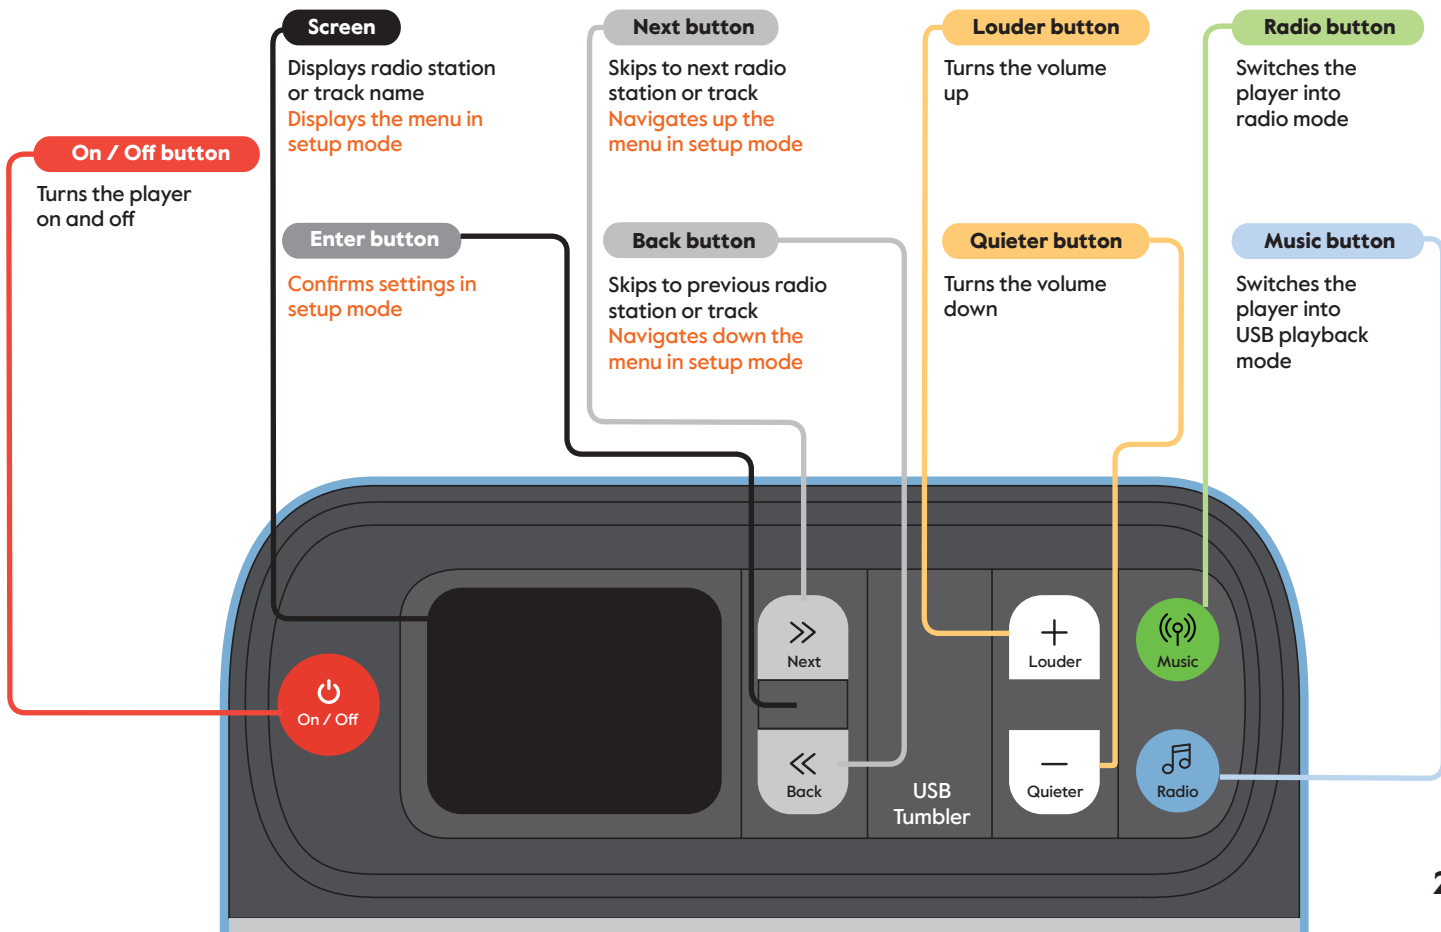 Screen
Displays radio station
or track name
Displays the menu in
setup mode
Next button
Skips to next radio
station or track
Navigates up the
menu in setup mode
Louder button
Turns the volume
up
Radio button
Switches the
player into
radio mode
On / Off button
Turns the player
on and off
Enter button
Confirms settings in
setup mode
Back button
Skips to previous radio
station or track
Navigates down the
menu in setup mode
Quieter button
Turns the volume
down
Music button
Switches the
player into
USB playback
mode
On / Off
Next
Back
USB
Tumbler
Louder
Quieter
Music
Radio
2